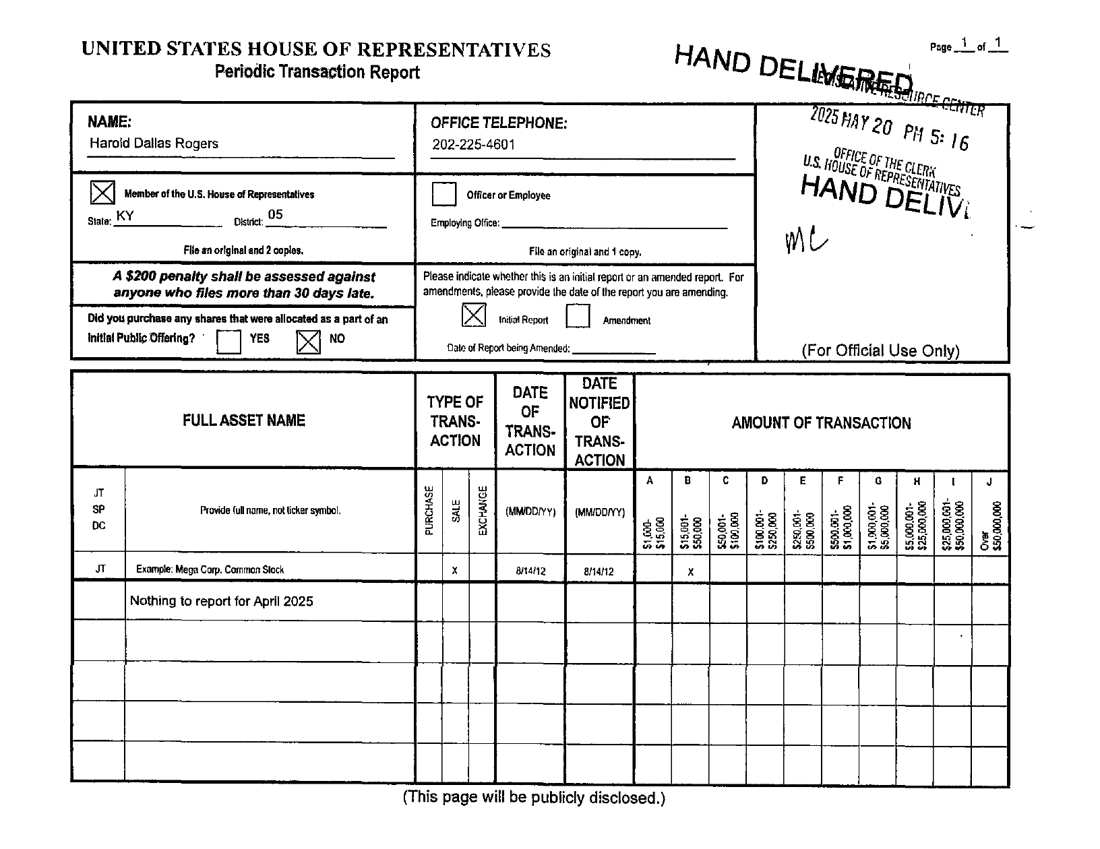 UNITED STATES HOUSE OF REPRESENTATIVES
Periodic Transaction Report
Page 1 of 1
HAND DELIVERED
LEGISLATIVE RESOURCE CENTER
2025 MAY 20 PM 5:16
OFFICE OF THE CLERK
U.S. HOUSE OF REPRESENTATIVES
HAND DELIV
MC
(For Official Use Only)
NAME:
Harold Dallas Rogers
OFFICE TELEPHONE:
202-225-4601
Member of the U.S. House of Representatives
State: KY District: 05
File an original and 2 copies.
Officer or Employee
Employing Office:
File an original and 1 copy.
A $200 penalty shall be assessed against
anyone who files more than 30 days late.
Please indicate whether this is an initial report or an amended report. For
amendments, please provide the date of the report you are amending.
Initial Report Amendment
Date of Report being Amended:
Did you purchase any shares that were allocated as a part of an
Initial Public Offering? YES NO
FULL ASSET NAME
TYPE OF
TRANS-
ACTION
DATE
OF
TRANS-
ACTION
DATE
NOTIFIED
OF
TRANS-
ACTION
AMOUNT OF TRANSACTION
JT
SP
DC
Provide full name, not ticker symbol.
PURCHASE
SALE
EXCHANGE
(MM/DD/YY)
(MM/DD/YY)
A
$1,000-
$15,000
B
$15,001-
$50,000
C
$50,001-
$100,000
D
$100,001-
$250,000
E
$250,001-
$500,000
F
$500,001-
$1,000,000
G
$1,000,001-
$5,000,000
H
$5,000,001-
$25,000,000
I
$25,000,001-
$50,000,000
J
Over
$50,000,000
JT Example: Mega Corp. Common Stock X 8/14/12 8/14/12 X
Nothing to report for April 2025
(This page will be publicly disclosed.)